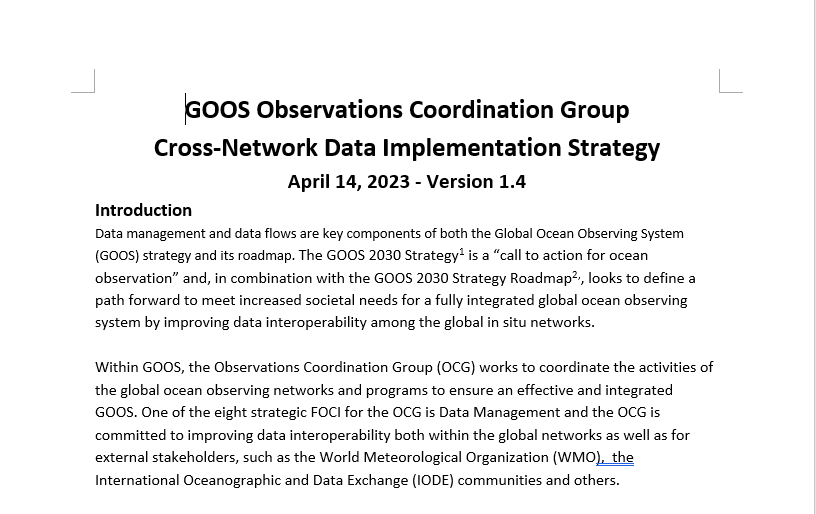 GOOS Observations Coordination Group
Cross-Network Data Implementation Strategy
April 14, 2023 - Version 1.4
Introduction
Data management and data flows are key components of both the Global Ocean Observing System
(GOOS) strategy and its roadmap. The GOOS 2030 Strategy¹ is a “call to action for ocean
observation” and, in combination with the GOOS 2030 Strategy Roadmap²,, looks to define a
path forward to meet increased societal needs for a fully integrated global ocean observing
system by improving data interoperability among the global in situ networks.
Within GOOS, the Observations Coordination Group (OCG) works to coordinate the activities of
the global ocean observing networks and programs to ensure an effective and integrated
GOOS. One of the eight strategic FOCI for the OCG is Data Management and the OCG is
committed to improving data interoperability both within the global networks as well as for
external stakeholders, such as the World Meteorological Organization (WMO),  the
International Oceanographic and Data Exchange (IODE) communities and others.